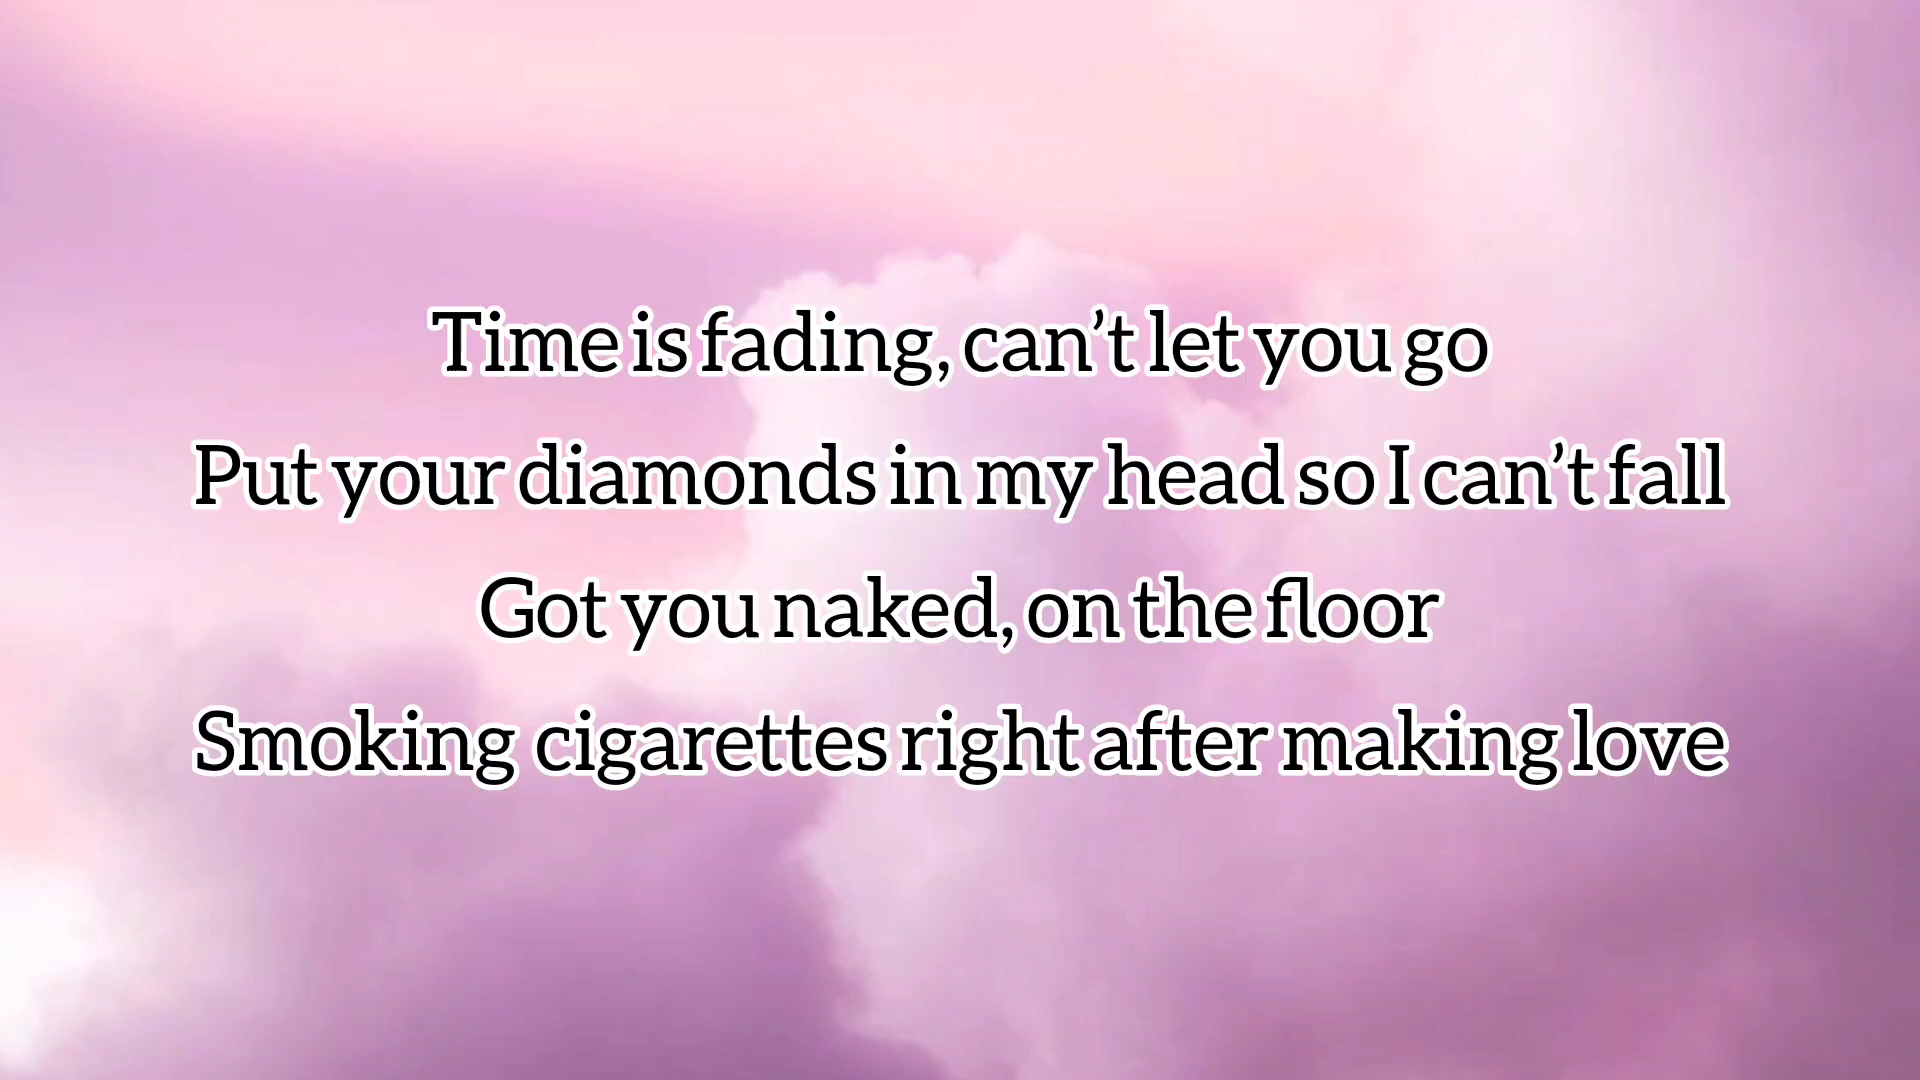 Time is fading, can’t let you go
Put your diamonds in my head so I can’t fall
Got you naked, on the floor
Smoking cigarettes right after making love